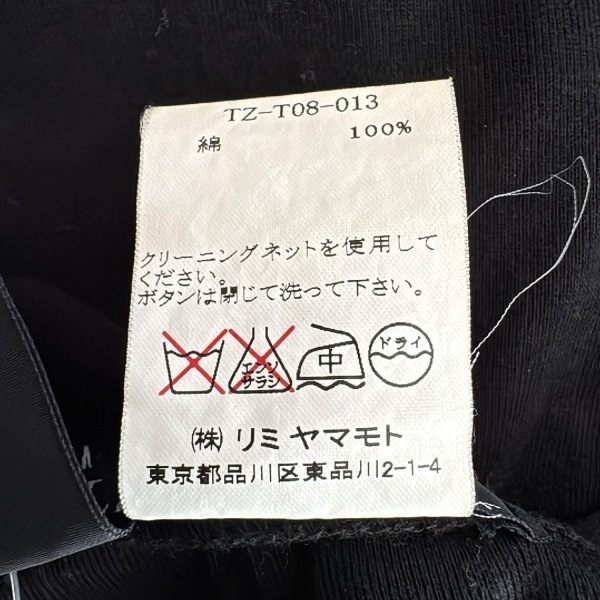 TZ-T08-013
綿 100%
クリーニングネットを使用して
ください。
ボタンは閉じて洗って下さい。
エンソ
サラシ
中
ドライ
㈱ リミ ヤマモト
東京都品川区東品川2-1-4